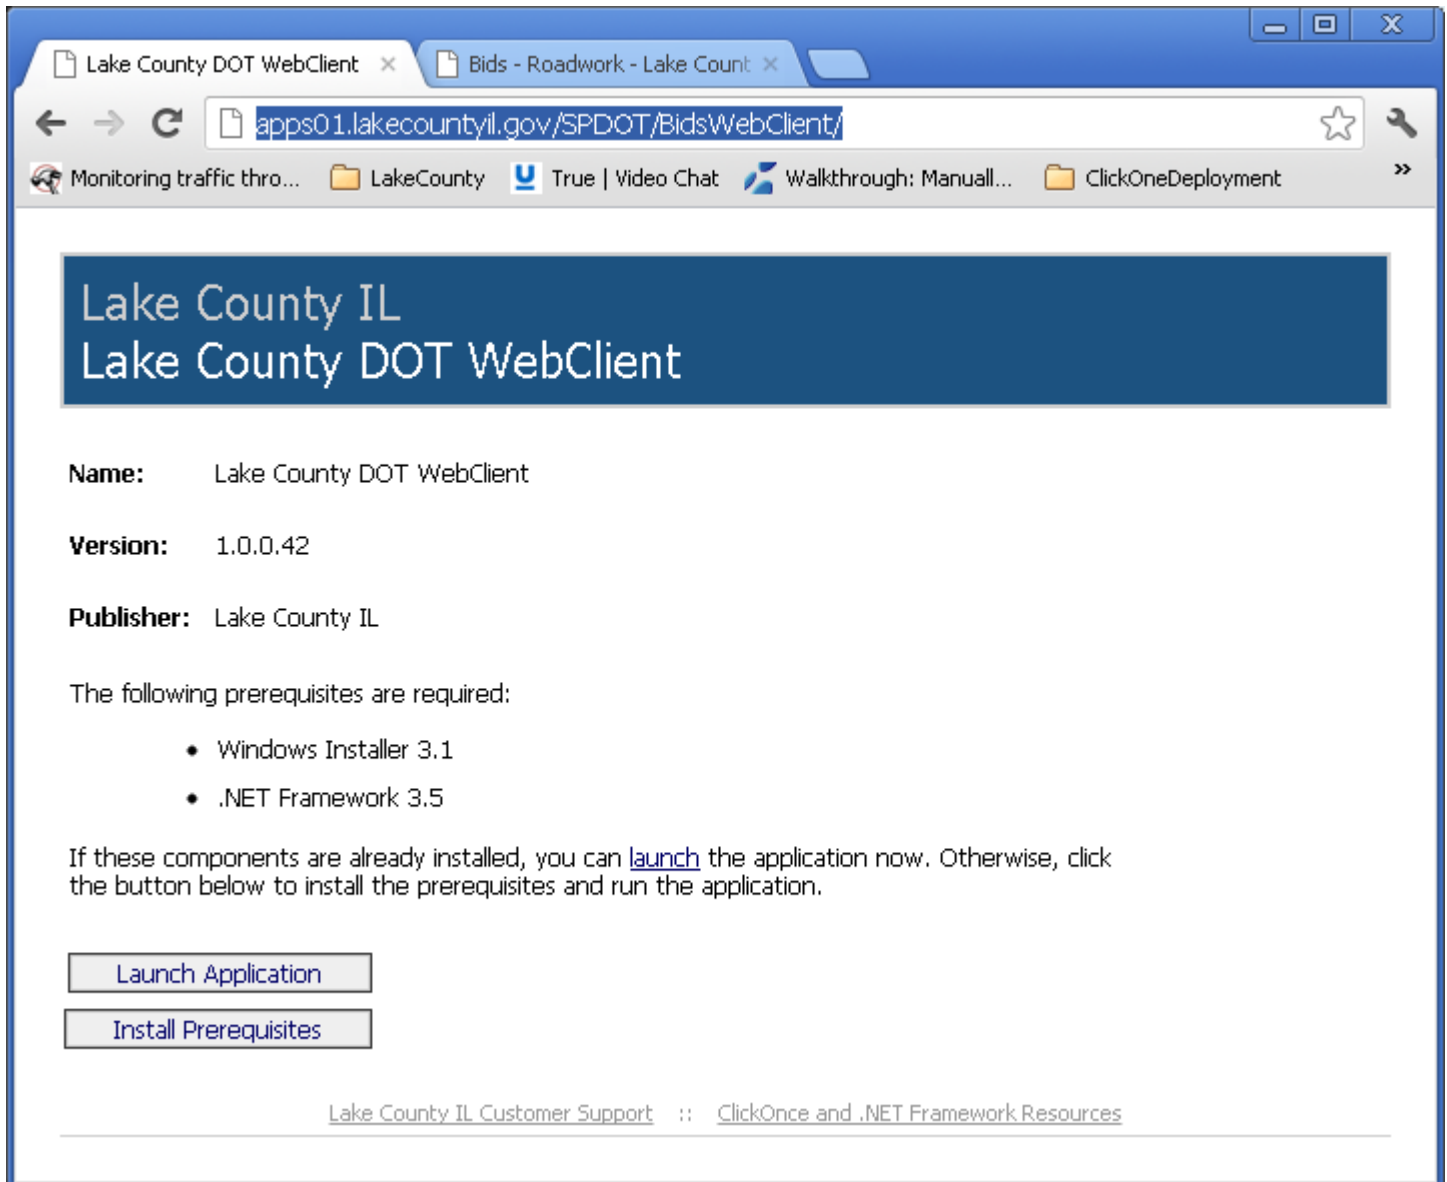 Lake County DOT WebClient
Bids - Roadwork - Lake Count
apps01.lakecountyil.gov/SPDOT/BidsWebClient/
Monitoring traffic thro... LakeCounty True | Video Chat Walkthrough: Manuall... ClickOneDeployment »
Lake County IL
Lake County DOT WebClient
Name: Lake County DOT WebClient
Version: 1.0.0.42
Publisher: Lake County IL
The following prerequisites are required:
• Windows Installer 3.1
• .NET Framework 3.5
If these components are already installed, you can launch the application now. Otherwise, click
the button below to install the prerequisites and run the application.
Launch Application
Install Prerequisites
Lake County IL Customer Support :: ClickOnce and .NET Framework Resources